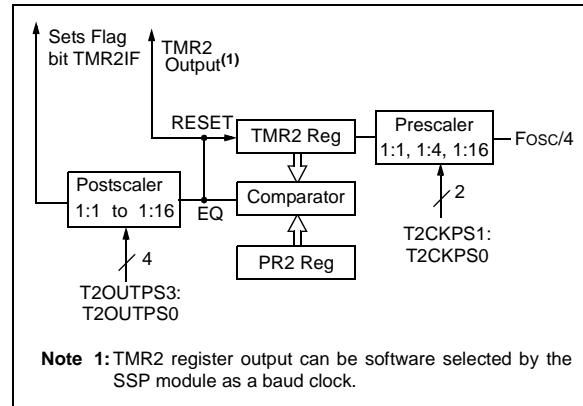 Sets Flag
bit TMR2IF
TMR2
Output(1)
RESET
TMR2 Reg
Prescaler
1:1, 1:4, 1:16
FOSC/4
Postscaler
1:1 to 1:16
EQ
Comparator
2
T2CKPS1:
T2CKPS0
PR2 Reg
4
T2OUTPS3:
T2OUTPS0
Note 1: TMR2 register output can be software selected by the
SSP module as a baud clock.